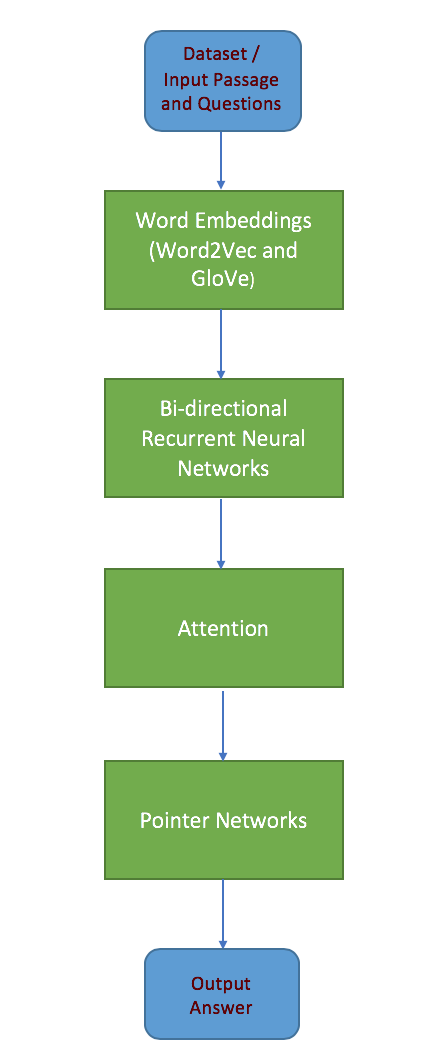 Dataset /
Input Passage
and Questions
Word Embeddings
(Word2Vec and
GloVe)
Bi-directional
Recurrent Neural
Networks
Attention
Pointer Networks
Output
Answer